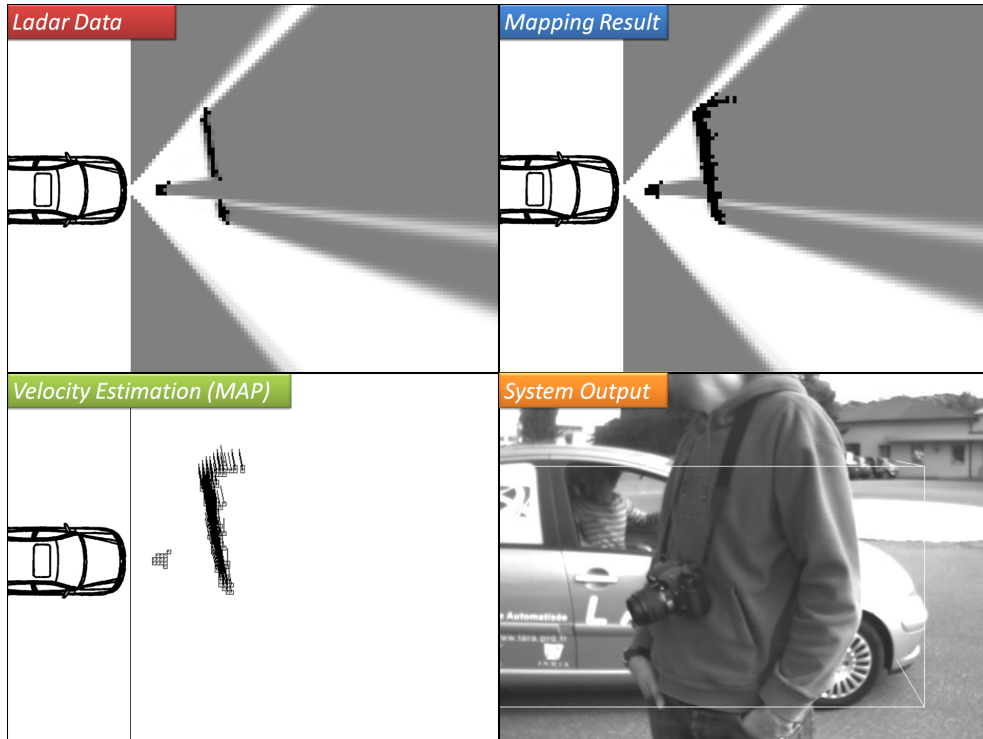 Ladar Data
Mapping Result
Velocity Estimation (MAP)
System Output
e Automatisée
www.lara.prd.fr
L
INRIA